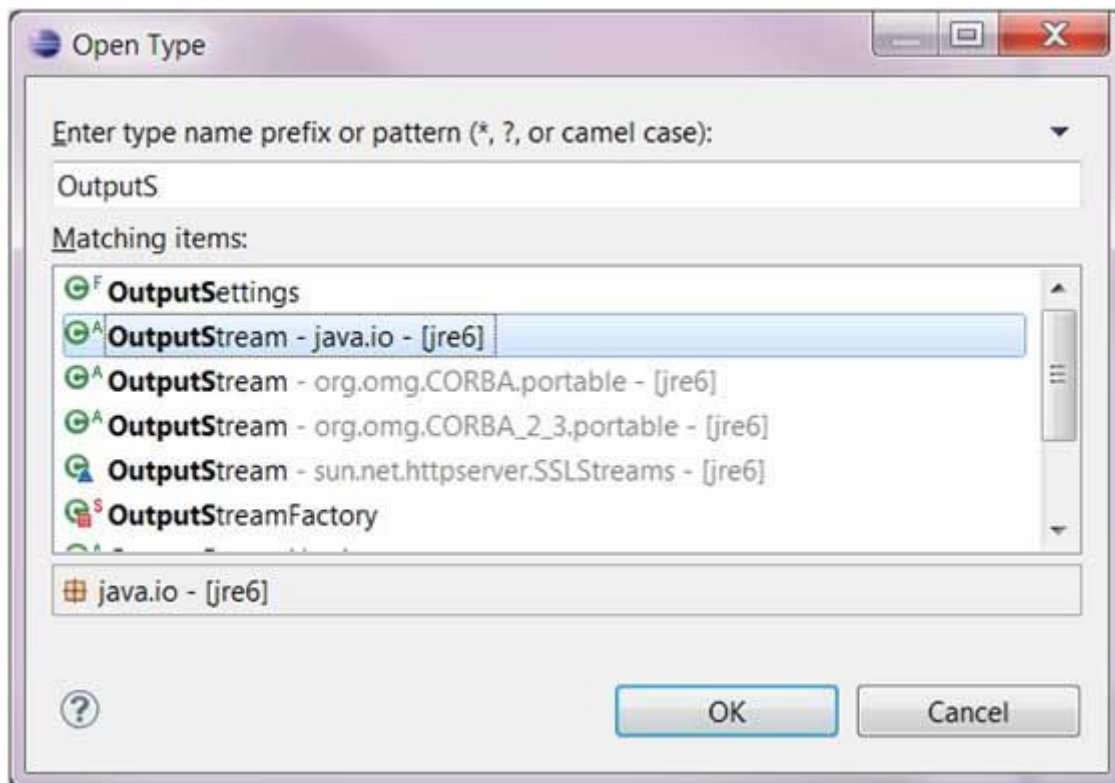 Open Type
Enter type name prefix or pattern (*, ?, or camel case):
OutputS
Matching items:
F OutputSettings
A OutputStream - java.io - [jre6]
A OutputStream - org.omg.CORBA.portable - [jre6]
A OutputStream - org.omg.CORBA_2_3.portable - [jre6]
OutputStream - sun.net.httpserver.SSLStreams - [jre6]
S OutputStreamFactory
java.io - [jre6]
? OK Cancel